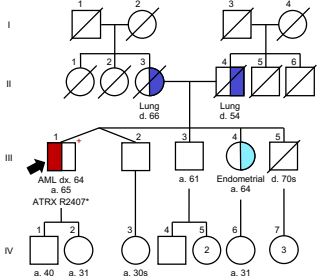 I
1 2 3 4
II
1 2 3 4 5 6
Lung Lung
d. 66 d. 54
III
1 + 2 3 4 5
AML dx. 64 a. 61 Endometrial d. 70s
a. 65 a. 64
ATRX R2407*
IV
1 2 3 4 5 6 7
2 3
a. 40 a. 31 a. 30s a. 31